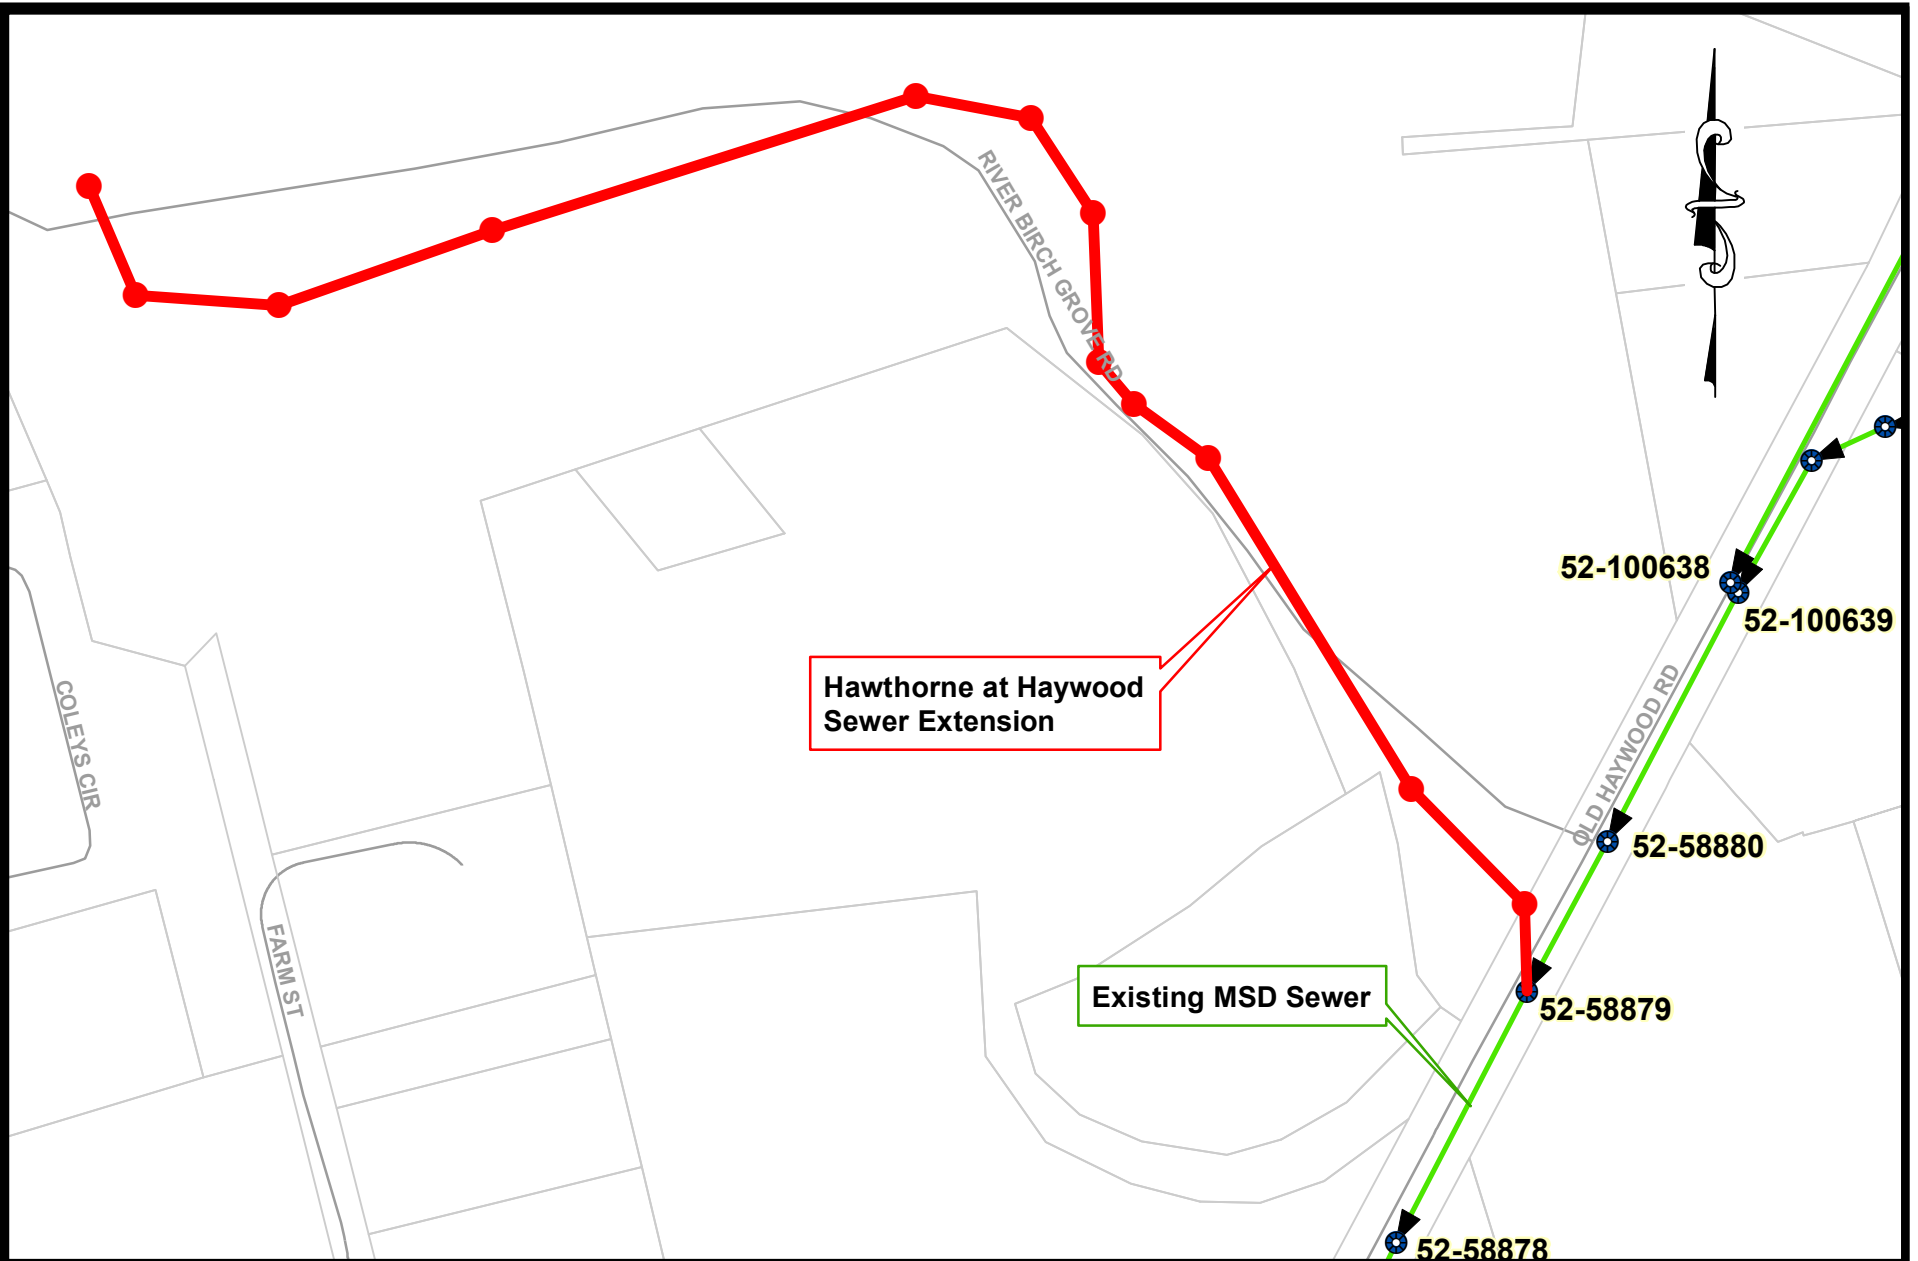 RIVER BIRCH GROVE RD
52-100638
52-100639
Hawthorne at Haywood
Sewer Extension
COLEYS CIR
OLD HAYWOOD RD
52-58880
FARM ST
Existing MSD Sewer
52-58879
52-58878